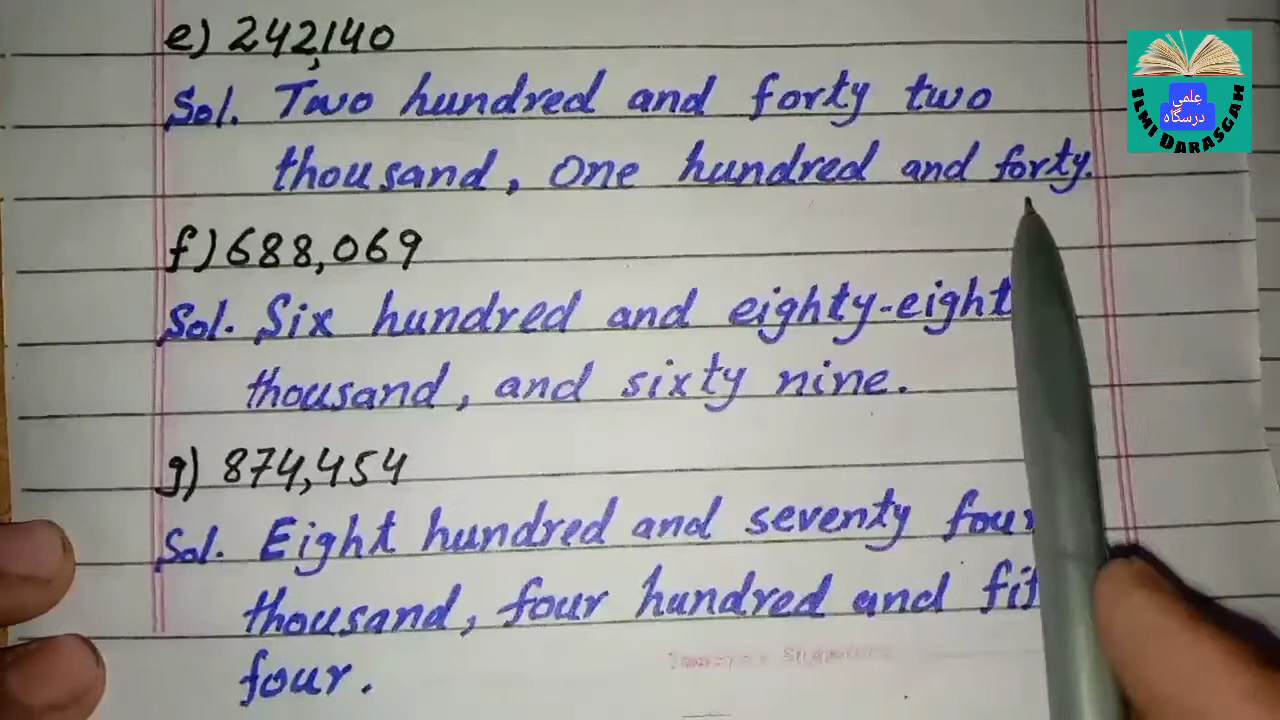 e) 242,140
Sol. Two hundred and forty two
thousand, One hundred and forty.
f) 688,069
Sol. Six hundred and eighty-eight
thousand, and sixty nine.
g) 874,454
Sol. Eight hundred and seventy four
thousand, four hundred and
four.
علمی
درسگاہ
ILMI DARASGAH